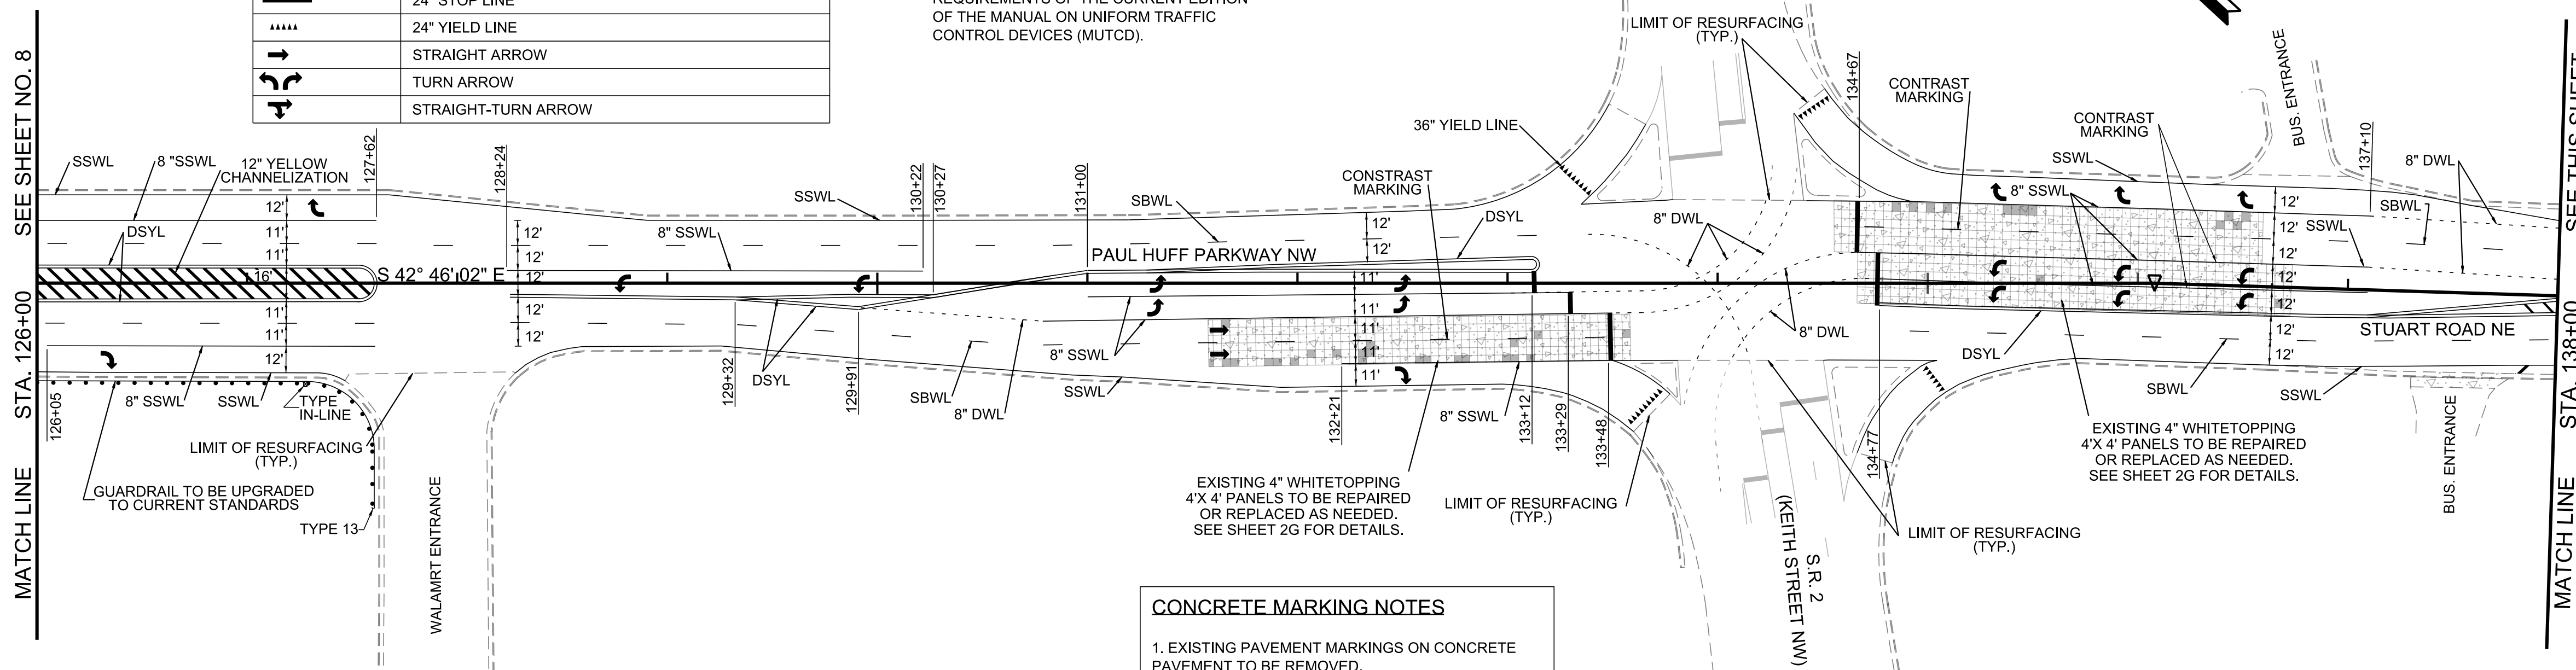 24" STOP LINE
24" YIELD LINE
STRAIGHT ARROW
TURN ARROW
STRAIGHT-TURN ARROW
REQUIREMENTS OF THE CURRENT EDITION
OF THE MANUAL ON UNIFORM TRAFFIC
CONTROL DEVICES (MUTCD).
MATCH LINE STA. 126+00 SEE SHEET NO. 8
SSWL
8 "SSWL
12" YELLOW
CHANNELIZATION
127+62
128+24
DSYL
12'
11'
11'
16'
11'
11'
12'
S 42° 46' 02" E
126+05
8" SSWL
SSWL
TYPE
IN-LINE
LIMIT OF RESURFACING
(TYP.)
GUARDRAIL TO BE UPGRADED
TO CURRENT STANDARDS
TYPE 13
WALAMRT ENTRANCE
12'
12'
12'
12'
12'
SSWL
8" SSWL
130+22
130+27
131+00
129+32
DSYL
129+91
SBWL
8" DWL
SSWL
8" SSWL
SBWL
PAUL HUFF PARKWAY NW
12'
12'
11'
11'
11'
11'
11'
CONSTRAST
MARKING
DSYL
36" YIELD LINE
LIMIT OF RESURFACING
(TYP.)
8" DWL
132+21
8" SSWL
133+12
133+29
133+48
EXISTING 4" WHITETOPPING
4'X 4' PANELS TO BE REPAIRED
OR REPLACED AS NEEDED.
SEE SHEET 2G FOR DETAILS.
LIMIT OF RESURFACING
(TYP.)
8" DWL
S.R. 2
(KEITH STREET NW)
134+67
134+77
CONTRAST
MARKING
CONTRAST
MARKING
SSWL
8" SSWL
BUS. ENTRANCE
137+10
8" DWL
SBWL
SSWL
12'
12'
12'
12'
12'
12'
12'
STUART ROAD NE
DSYL
SBWL
SSWL
EXISTING 4" WHITETOPPING
4'X 4' PANELS TO BE REPAIRED
OR REPLACED AS NEEDED.
SEE SHEET 2G FOR DETAILS.
LIMIT OF RESURFACING
(TYP.)
BUS. ENTRANCE
MATCH LINE STA. 138+00 SEE THIS SHEET
CONCRETE MARKING NOTES
1. EXISTING PAVEMENT MARKINGS ON CONCRETE
PAVEMENT TO BE REMOVED.